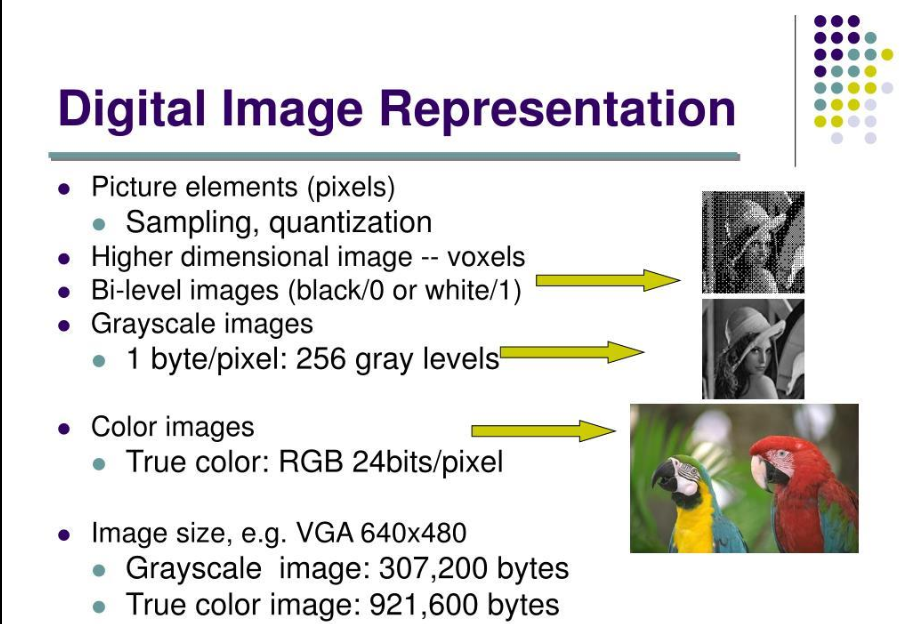 Digital Image Representation
Picture elements (pixels)
Sampling, quantization
Higher dimensional image -- voxels
Bi-level images (black/0 or white/1)
Grayscale images
1 byte/pixel: 256 gray levels
Color images
True color: RGB 24bits/pixel
Image size, e.g. VGA 640x480
Grayscale  image: 307,200 bytes
True color image: 921,600 bytes